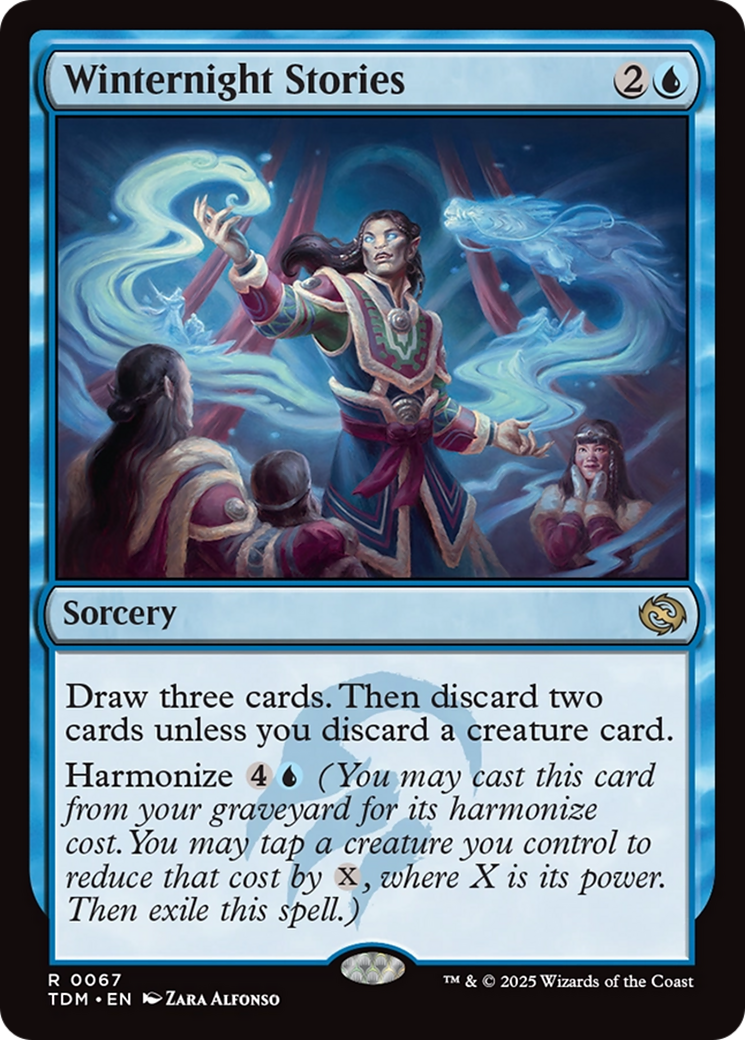 Winternight Stories 2
Sorcery
Draw three cards. Then discard two
cards unless you discard a creature card.
Harmonize 4 (You may cast this card
from your graveyard for its harmonize
cost. You may tap a creature you control to
reduce that cost by X, where X is its power.
Then exile this spell.)
R 0067
TDM • EN Zara Alfonso
™ & © 2025 Wizards of the Coast